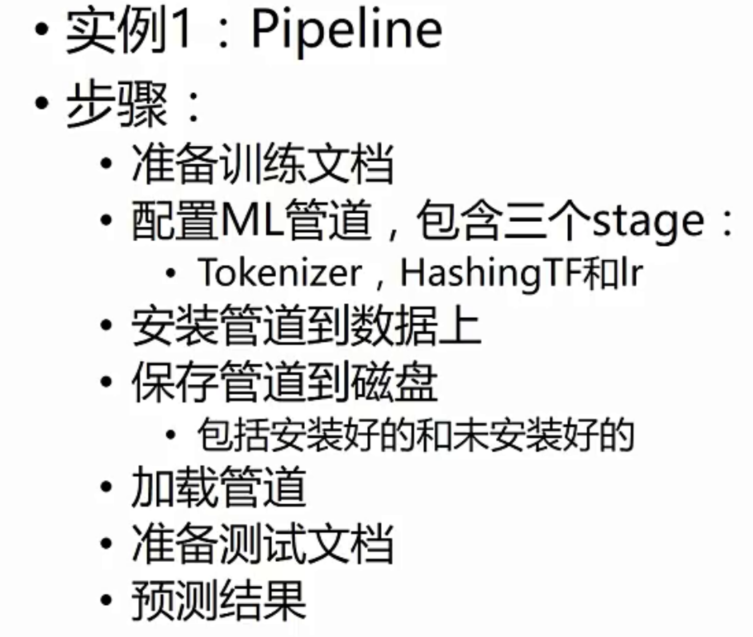 • 实例1：Pipeline
• 步骤：
• 准备训练文档
• 配置ML管道，包含三个stage：
• Tokenizer，HashingTF和lr
• 安装管道到数据上
• 保存管道到磁盘
• 包括安装好的和未安装好的
• 加载管道
• 准备测试文档
• 预测结果